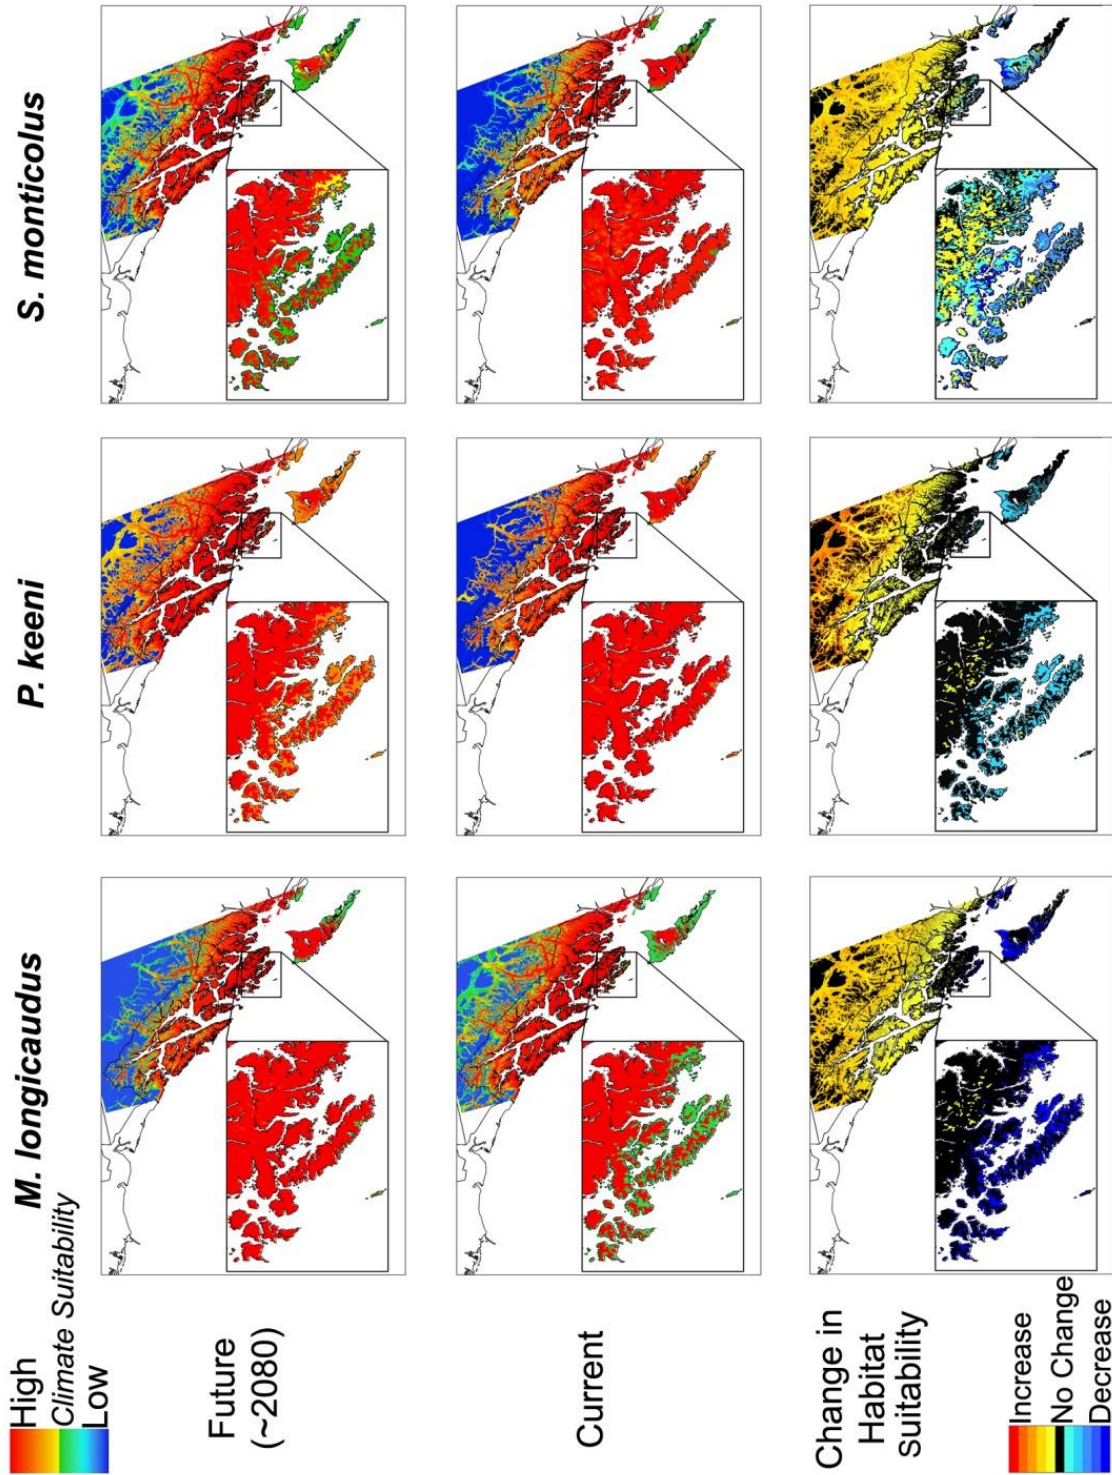 High
Climate Suitability
Low
M. longicaudus
P. keeni
S. monticolus
Future
(~2080)
Current
Change in
Habitat
suitability
Increase
No Change
Decrease